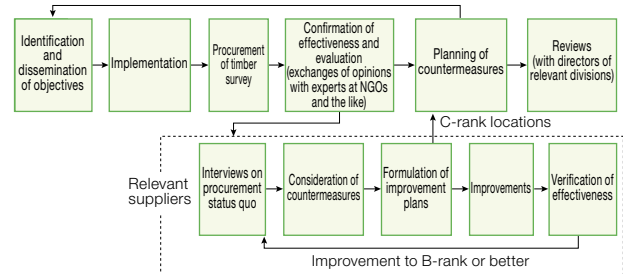 Identification
and
dissemination
of objectives
Implementation
Procurement
of timber
survey
Confirmation of
effectiveness and
evaluation
(exchanges of opinions
with experts at NGOs
and the like)
Planning of
countermeasures
Reviews
(with directors of
relevant divisions)
C-rank locations
Relevant
suppliers
Interviews on
procurement
status quo
Consideration of
countermeasures
Formulation of
improvement
plans
Improvements
Verification of
effectiveness
Improvement to B-rank or better